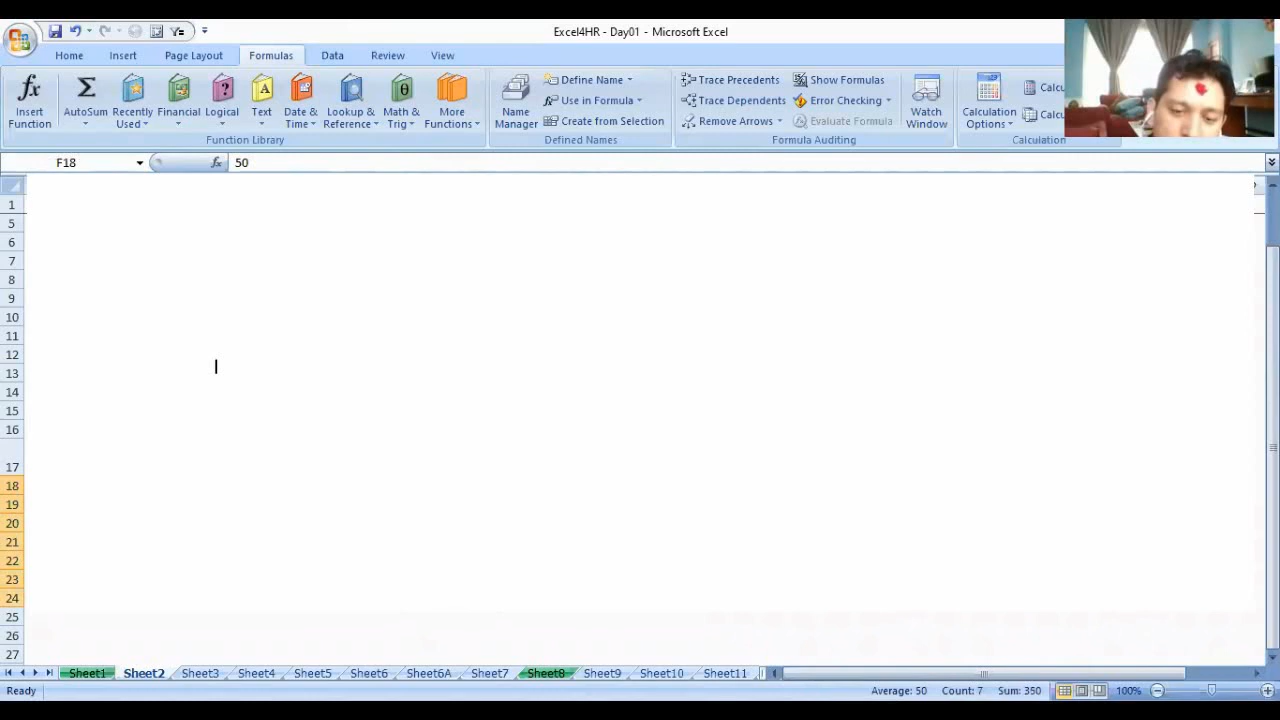 Excel4HR - Day01 - Microsoft Excel
Home Insert Page Layout Formulas Data Review View
Insert Function
AutoSum
Recently Used
Financial
Logical
Text
Date & Time
Lookup & Reference
Math & Trig
More Functions
Function Library
Name Manager
Define Name
Use in Formula
Create from Selection
Defined Names
Trace Precedents
Trace Dependents
Remove Arrows
Show Formulas
Error Checking
Evaluate Formula
Formula Auditing
Watch Window
Calculation Options
Calcu
Calcu
Calculation
F18 fx 50
1
5
6
7
8
9
10
11
12
13
14
15
16
17
18
19
20
21
22
23
24
25
26
27
Sheet1 Sheet2 Sheet3 Sheet4 Sheet5 Sheet6 Sheet6A Sheet7 Sheet8 Sheet9 Sheet10 Sheet11
Ready Average: 50 Count: 7 Sum: 350 100%